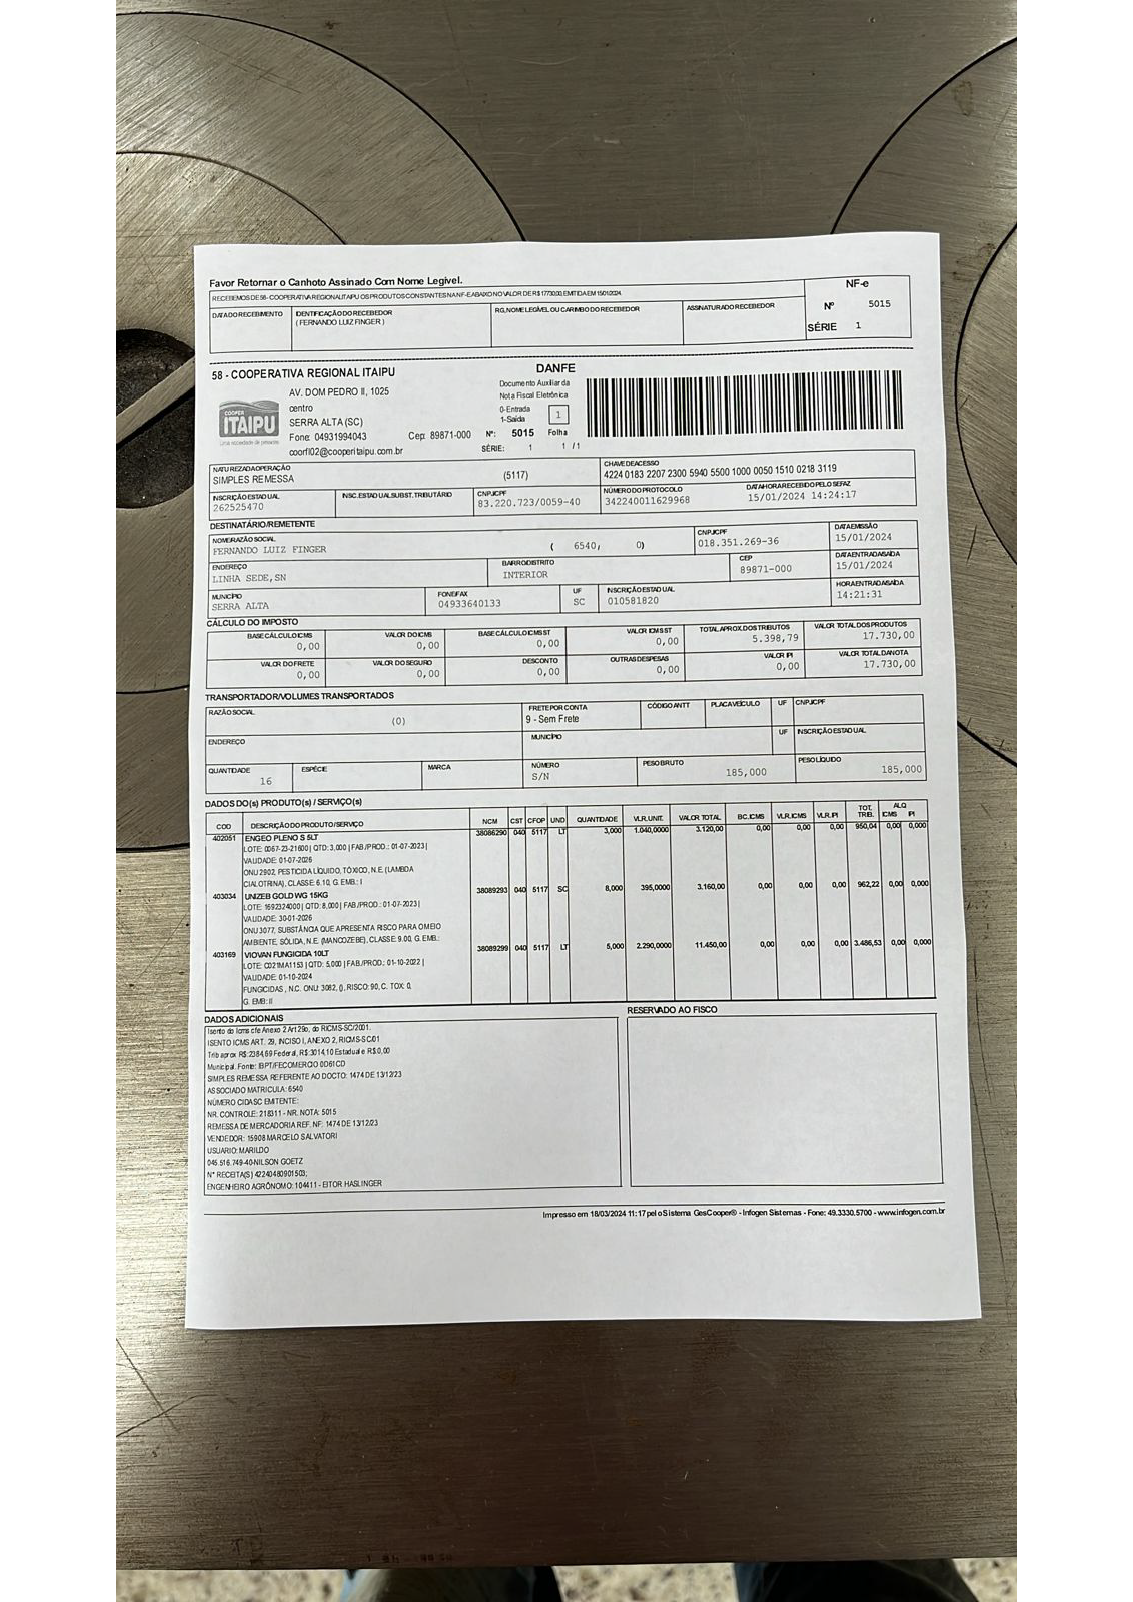 Favor Retornar o Canhoto Assinado Com Nome Legível.
RECEBEMOS DE 58 - COOPERATIVA REGIONAL ITAIPU OS PRODUTOS CONSTANTES NA NF-E ABAIXO NO VALOR DE R$ 17730,00, EMITIDA EM 15/01/2024.
DATA DO RECEBIMENTO IDENTIFICAÇÃO DO RECEBEDOR RG, NOME LEGÍVEL OU CARIMBO DO RECEBEDOR ASSINATURA DO RECEBEDOR
( FERNANDO LUIZ FINGER )
NF-e
Nº 5015
SÉRIE 1
58 - COOPERATIVA REGIONAL ITAIPU
AV. DOM PEDRO II, 1025
centro
SERRA ALTA (SC)
Fone: 04931994043 Cep: 89871-000
coorfl02@cooperitaipu.com.br
COOPER
ITAIPU
DANFE
Documento Auxiliar da
Nota Fiscal Eletrônica
0-Entrada
1-Saída 1
Nº: 5015 Folha
SÉRIE: 1 1 /1
NATUREZA DA OPERAÇÃO
SIMPLES REMESSA (5117)
CHAVE DE ACESSO
4224 0183 2207 2300 5940 5500 1000 0050 1510 0218 3119
INSCRIÇÃO ESTADUAL INSC. ESTADUAL SUBST. TRIBUTÁRIO CNPJ/CPF NÚMERO DO PROTOCOLO DATA HORA RECEBIDO PELO SEFAZ
262525470 83.220.723/0059-40 342240011629968 15/01/2024 14:24:17
DESTINATÁRIO/REMETENTE
NOME/RAZÃO SOCIAL CNPJ/CPF DATA EMISSÃO
FERNANDO LUIZ FINGER ( 6540, 0) 018.351.269-36 15/01/2024
ENDEREÇO BAIRRO/DISTRITO CEP DATA ENTRADA/SAÍDA
LINHA SEDE,SN INTERIOR 89871-000 15/01/2024
MUNICÍPIO FONE/FAX UF INSCRIÇÃO ESTADUAL HORA ENTRADA/SAÍDA
SERRA ALTA 04933640133 SC 010581820 14:21:31
CÁLCULO DO IMPOSTO
BASE CÁLCULO ICMS VALOR DO ICMS BASE CÁLCULO ICMS ST VALOR ICMS ST TOTAL APROX. DOS TRIBUTOS VALOR TOTAL DOS PRODUTOS
0,00 0,00 0,00 0,00 5.398,79 17.730,00
VALOR DO FRETE VALOR DO SEGURO DESCONTO OUTRAS DESPESAS VALOR IPI VALOR TOTAL DA NOTA
0,00 0,00 0,00 0,00 0,00 17.730,00
TRANSPORTADOR/VOLUMES TRANSPORTADOS
RAZÃO SOCIAL FRETE POR CONTA CÓDIGO ANTT PLACA VEÍCULO UF CNPJ/CPF
(0) 9 - Sem Frete
ENDEREÇO MUNICÍPIO UF INSCRIÇÃO ESTADUAL
QUANTIDADE ESPÉCIE MARCA NÚMERO PESO BRUTO PESO LÍQUIDO
16 S/N 185,000 185,000
DADOS DO(s) PRODUTO(s) / SERVIÇO(s)
COD DESCRIÇÃO DO PRODUTO/SERVIÇO NCM CST CFOP UND QUANTIDADE VLR.UNIT. VALOR TOTAL BC.ICMS VLR.ICMS VLR.IPI TOT. TRIB. ALQ ICMS IPI
402051 ENGEO PLENO S 5LT 38086290 040 5117 LT 3,000 1.040,0000 3.120,00 0,00 0,00 0,00 950,04 0,00 0,000
LOTE: 0067-23-21600 | QTD: 3,000 | FAB./PROD.: 01-07-2023 |
VALIDADE: 01-07-2026
ONU 2902, PESTICIDA LIQUIDO, TÓXICO, N.E. (LAMBDA
CIALOTRINA), CLASSE: 6.10, G. EMB.: I
403034 UNIZEB GOLD WG 15KG 38089293 040 5117 SC 8,000 395,0000 3.160,00 0,00 0,00 0,00 962,22 0,00 0,000
LOTE: 1692324000 | QTD: 8,000 | FAB./PROD.: 01-07-2023 |
VALIDADE: 30-01-2026
ONU 3077, SUBSTÂNCIA QUE APRESENTA RISCO PARA O MEIO
AMBIENTE, SÓLIDA, N.E. (MANCOZEBE), CLASSE: 9.00, G. EMB.:
403169 VIOVAN FUNGICIDA 10LT 38089299 040 5117 LT 5,000 2.290,0000 11.450,00 0,00 0,00 0,00 3.486,53 0,00 0,000
LOTE: C021MA1153 | QTD: 5,000 | FAB./PROD.: 01-10-2022 |
VALIDADE: 01-10-2024
FUNGICIDAS , N.C. ONU: 3082, (), RISCO: 90, C. TOX: 0,
G. EMB: II
DADOS ADICIONAIS
Isento do Icms cfe Anexo 2 Art 29o, do RICMS-SC/2001.
ISENTO ICMS ART. 29, INCISO I, ANEXO 2, RICMS-SC-01
Trib aprox R$: 2384,69 Federal, R$: 3014,10 Estadual e R$:0,00
Municipal. Fonte: IBPT/FECOMERCIO 0D61CD
SIMPLES REMESSA REFERENTE AO DOCTO: 1474 DE 13/12/23
ASSOCIADO MATRICULA: 6540
NÚMERO CIDASC EMITENTE:
NR. CONTROLE: 218311 - NR. NOTA: 5015
REMESSA DE MERCADORIA REF. NF: 1474 DE 13/12/23
VENDEDOR: 15908 MARCELO SALVATORI
USUARIO: MARILDO
045.516.749-40-NILSON GOETZ
Nº RECEITA(S) 42240480901503;
ENGENHEIRO AGRÔNOMO: 104411 - EITOR HASLINGER
RESERVADO AO FISCO
Impresso em 18/03/2024 11:17 pelo Sistema GesCooper® - Infogen Sistemas - Fone: 49.3330.5700 - www.infogen.com.br